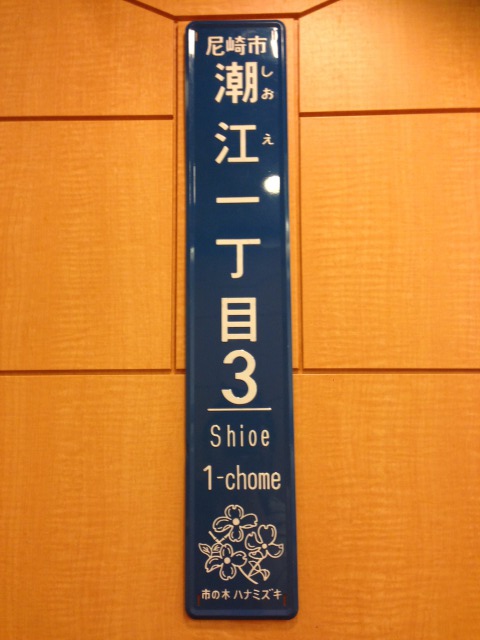 尼崎市
潮江一丁目
しおえ
3
Shioe
1-chome
市の木 ハナミズキ